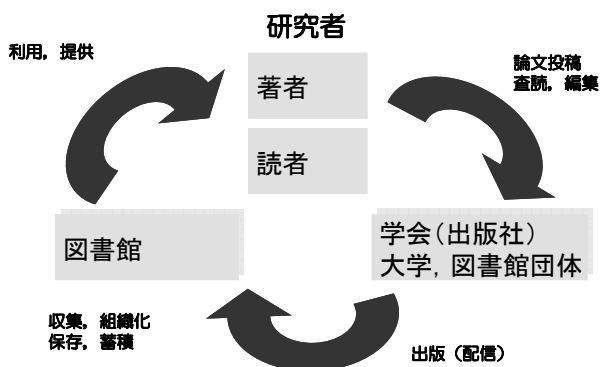 研究者
利用，提供
著者
論文投稿
査読，編集
読者
図書館
学会（出版社）
大学，図書館団体
収集，組織化
保存，蓄積
出版（配信）